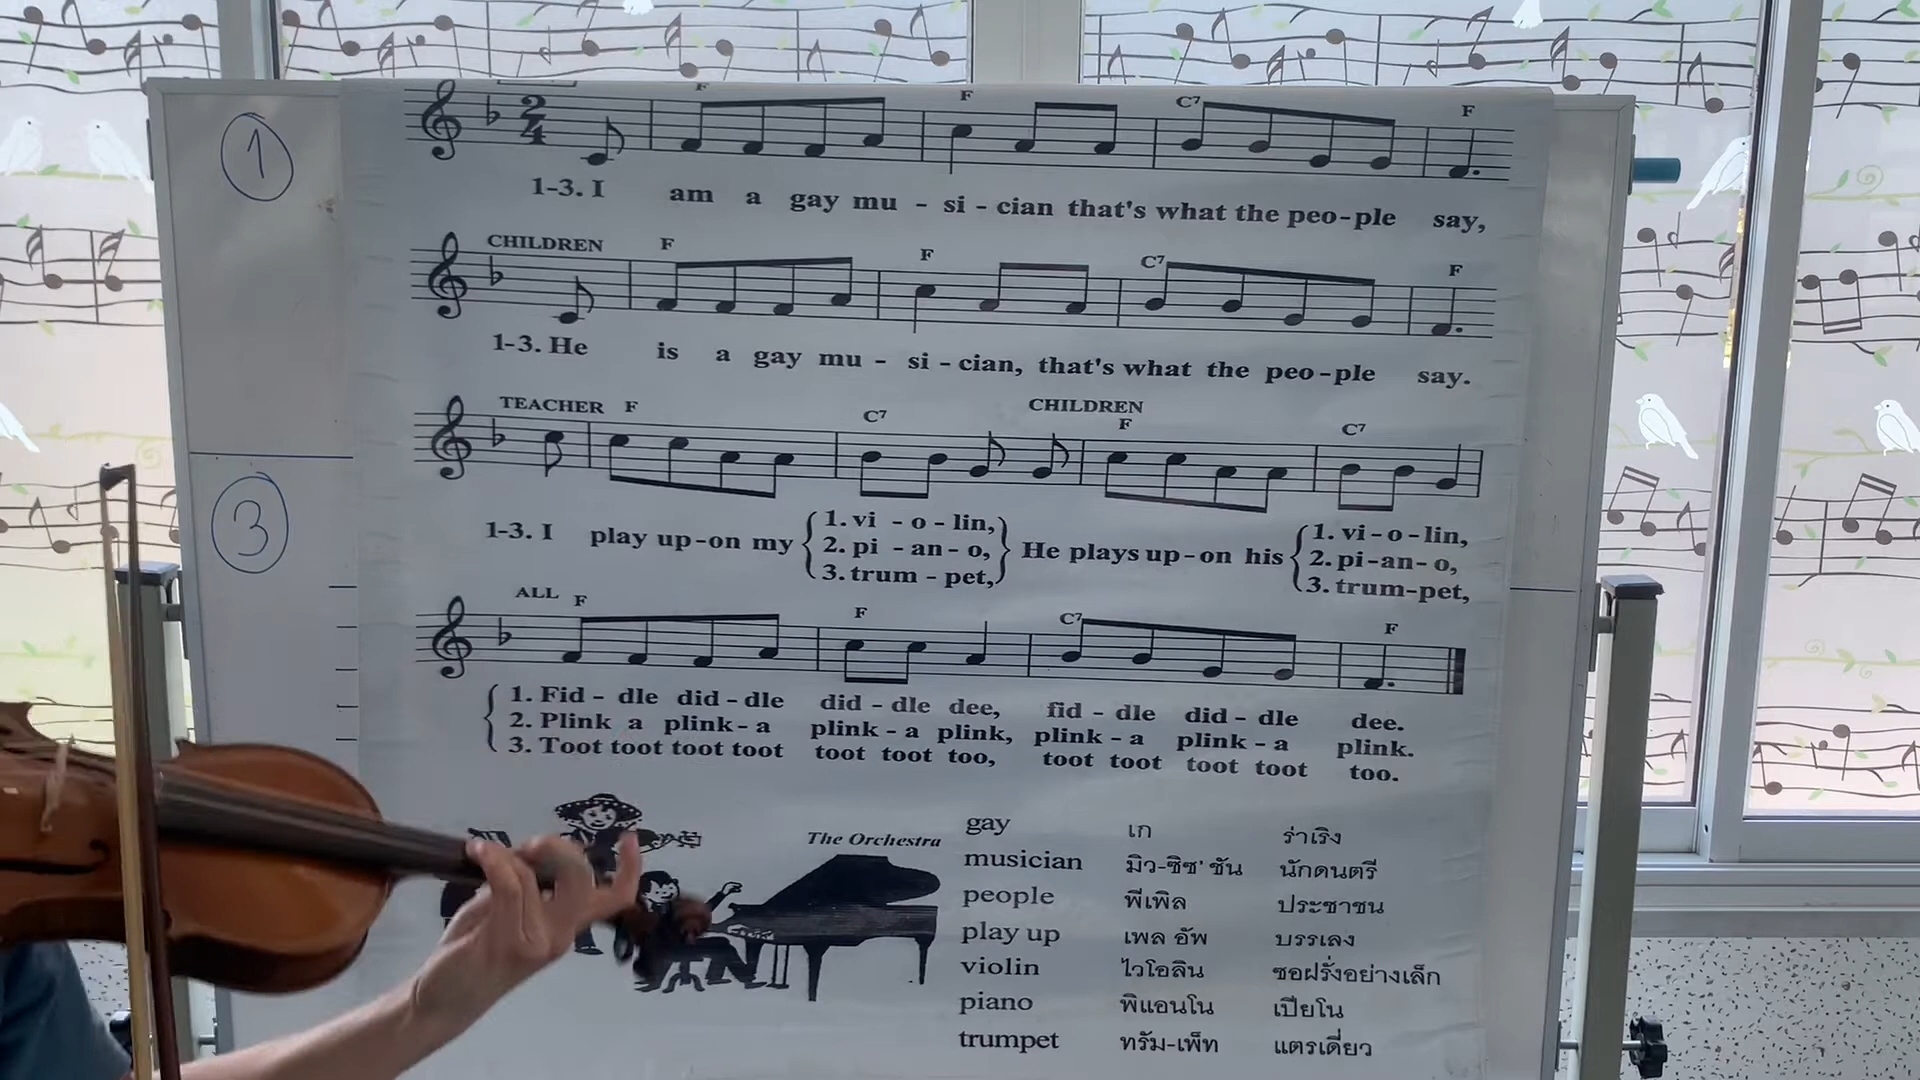 1
2
4
F F C7 F
1-3. I am a gay mu - si - cian that's what the peo - ple say,
CHILDREN F F C7 F
1-3. He is a gay mu - si - cian, that's what the peo - ple say.
TEACHER F C7 CHILDREN F C7
3
1-3. I play up - on my { 1. vi - o - lin, } He plays up - on his { 1. vi - o - lin,
2. pi - an - o, 2. pi - an - o,
3. trum - pet, 3. trum - pet,
ALL F F C7 F
1. Fid - dle did - dle did - dle dee, fid - dle did - dle dee.
2. Plink a plink - a plink - a plink, plink - a plink - a plink.
3. Toot toot toot toot toot toot too, toot toot toot toot too.
The Orchestra
gay เก ร่าเริง
musician มิว-ซิซ' ชัน นักดนตรี
people พีเพิล ประชาชน
play up เพล อัพ บรรเลง
violin ไวโอลิน ซอฝรั่งอย่างเล็ก
piano พิแอนโน เปียโน
trumpet ทรัม-เพ็ท แตรเดี่ยว